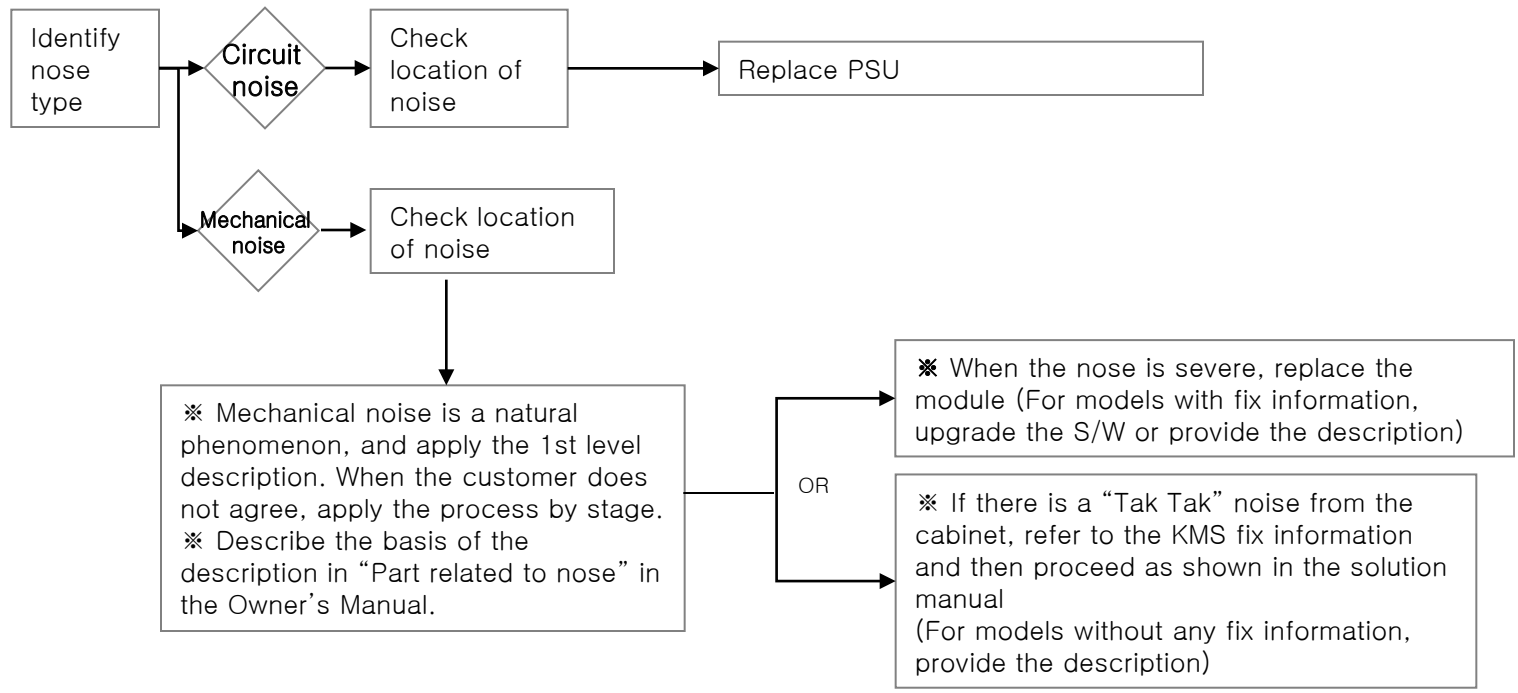 Identify
nose
type
Circuit
noise
Check
location of
noise
Replace PSU
Mechanical
noise
Check location
of noise
※ Mechanical noise is a natural
phenomenon, and apply the 1st level
description. When the customer does
not agree, apply the process by stage.
※ Describe the basis of the
description in “Part related to nose” in
the Owner’s Manual.
OR
※ When the nose is severe, replace the
module (For models with fix information,
upgrade the S/W or provide the description)
※ If there is a “Tak Tak” noise from the
cabinet, refer to the KMS fix information
and then proceed as shown in the solution
manual
(For models without any fix information,
provide the description)